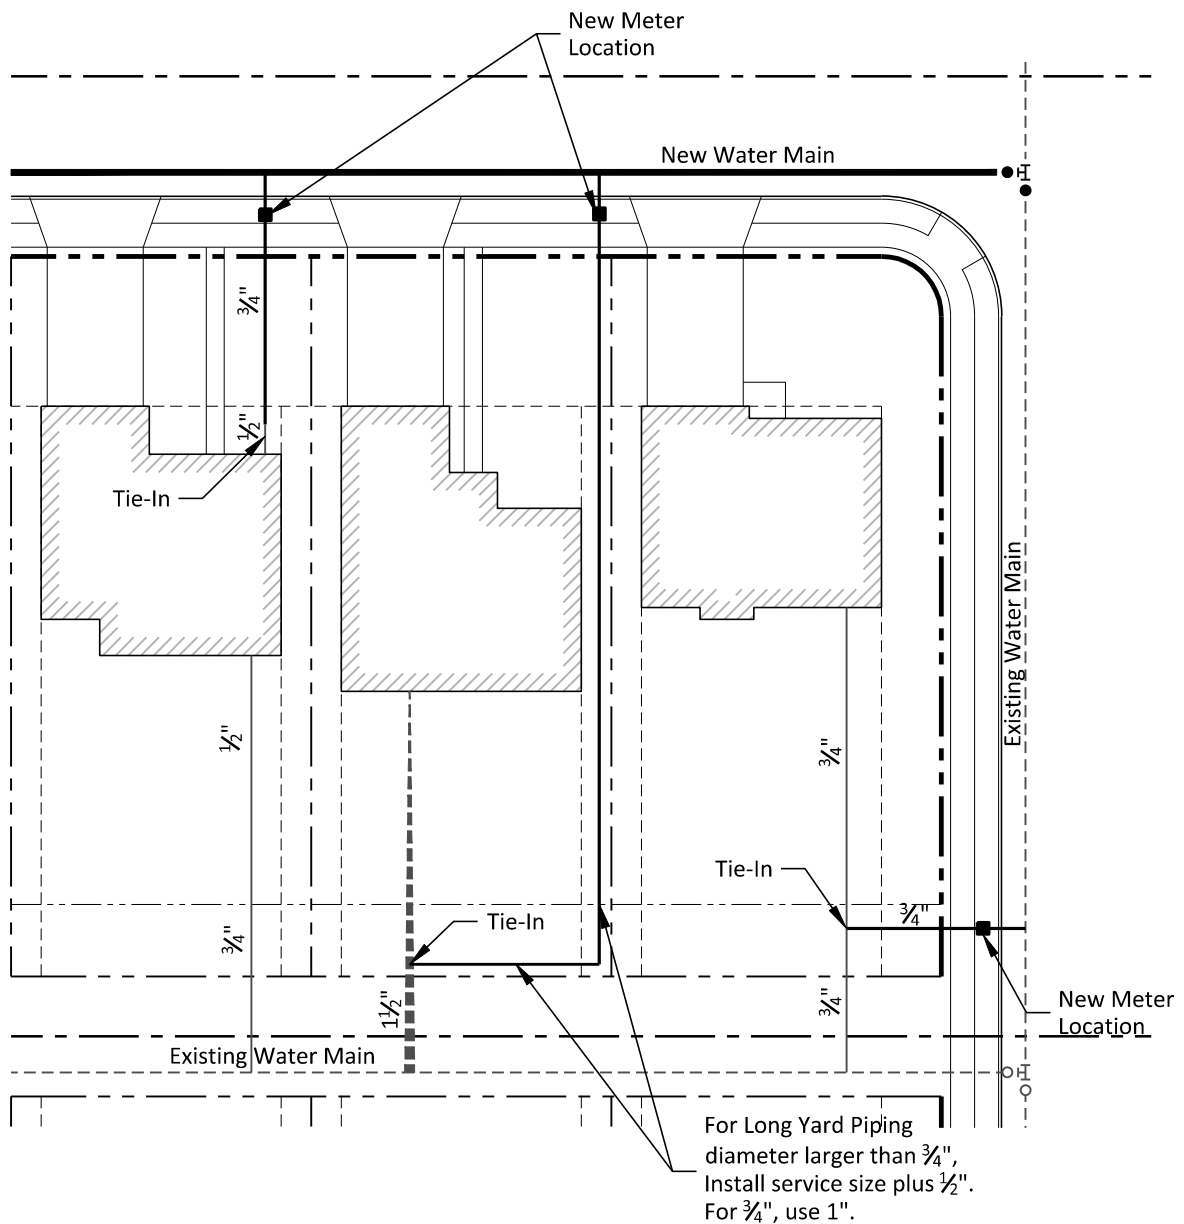 New Meter
Location
New Water Main
¾"
½"
Tie-In
Existing Water Main
½"
¾"
Tie-In
¾"
¾"
Tie-In
1½"
¾"
New Meter
Location
Existing Water Main
For Long Yard Piping
diameter larger than ¾",
Install service size plus ½".
For ¾", use 1".